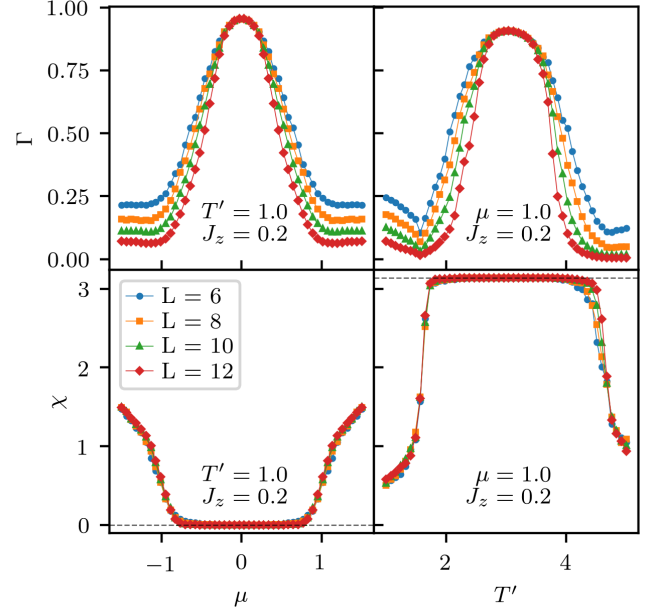 1.00
0.75
0.50
0.25
0.00
Γ
T′ = 1.0
J_z = 0.2
μ = 1.0
J_z = 0.2
3
2
1
0
χ
L = 6
L = 8
L = 10
L = 12
T′ = 1.0
J_z = 0.2
μ = 1.0
J_z = 0.2
−1 0 1
2 4
μ
T′